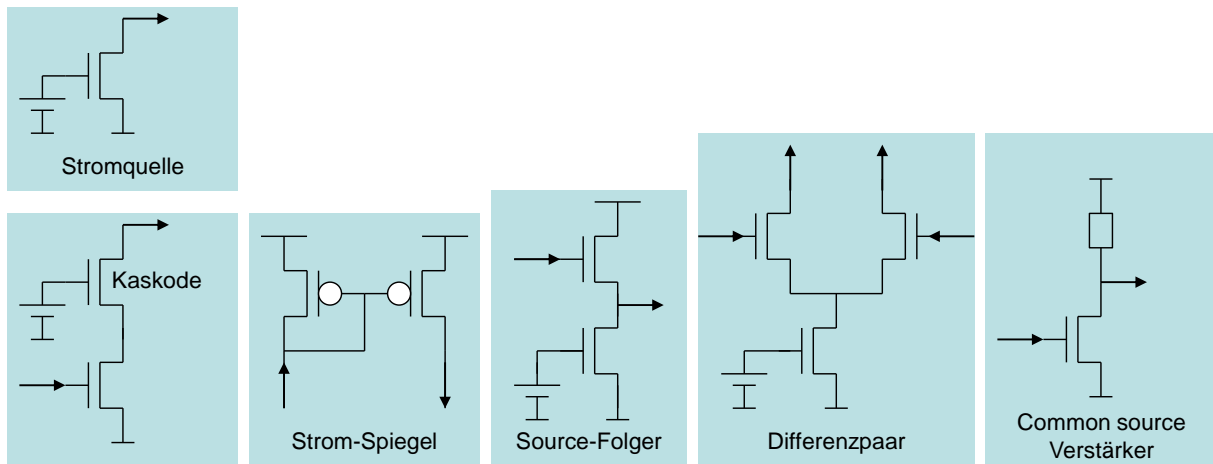 Stromquelle
Kaskode
Strom-Spiegel
Source-Folger
Differenzpaar
Common source
Verstärker